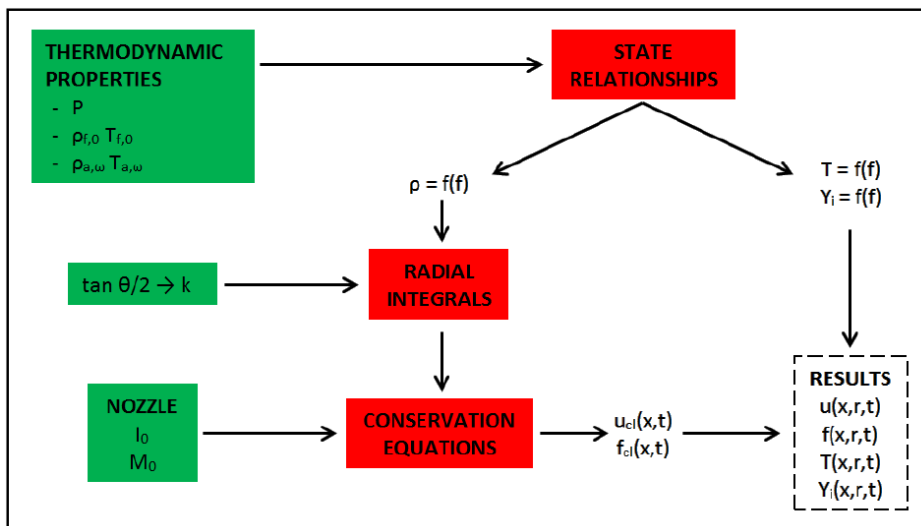 THERMODYNAMIC
PROPERTIES
- P
- ρf,0 Tf,0
- ρa,ω Ta,ω
STATE
RELATIONSHIPS
ρ = f(f)
T = f(f)
Yi = f(f)
tan θ/2 → k
RADIAL
INTEGRALS
NOZZLE
I0
M0
CONSERVATION
EQUATIONS
ucl(x,t)
fcl(x,t)
RESULTS
u(x,r,t)
f(x,r,t)
T(x,r,t)
Yi(x,r,t)